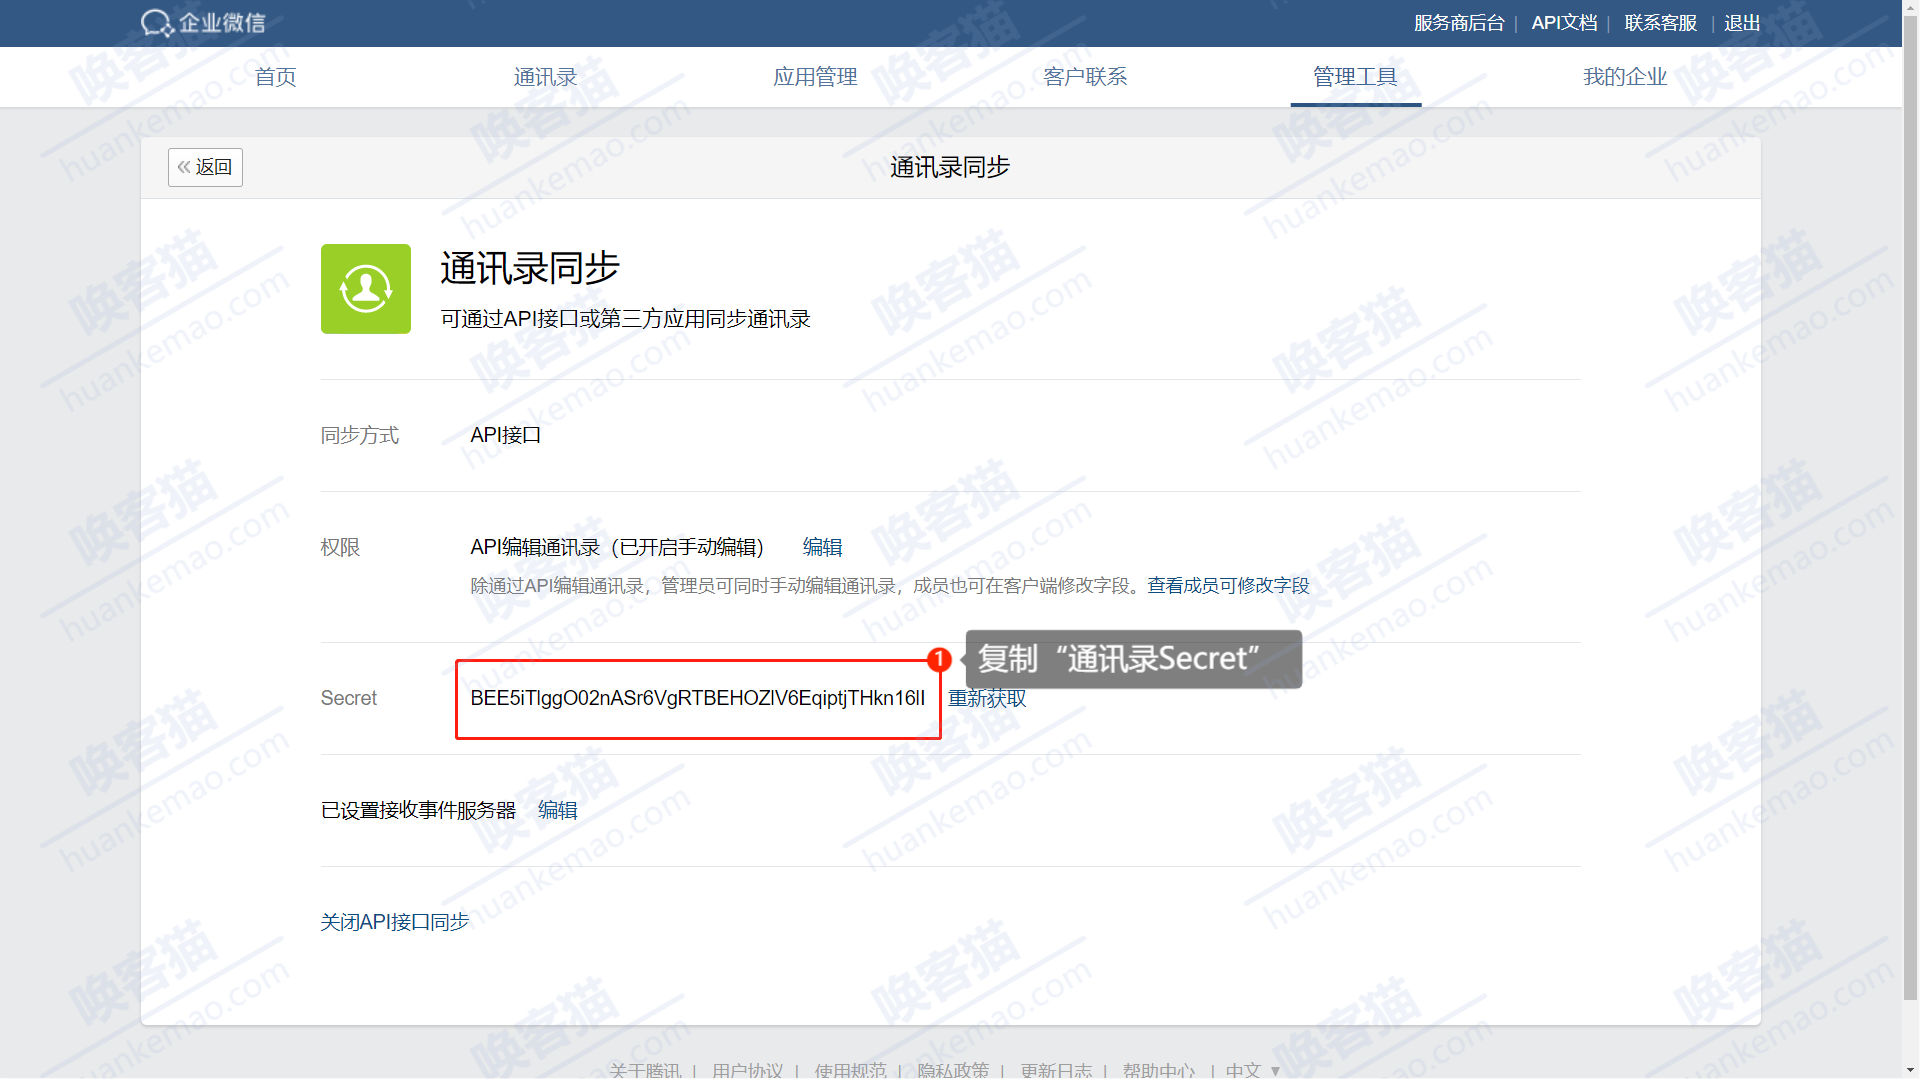 企业微信
服务商后台 | API文档 | 联系客服 | 退出
首页 通讯录 应用管理 客户联系 管理工具 我的企业
« 返回
通讯录同步
通讯录同步
可通过API接口或第三方应用同步通讯录
同步方式 API接口
权限 API编辑通讯录（已开启手动编辑） 编辑
除通过API编辑通讯录，管理员可同时手动编辑通讯录，成员也可在客户端修改字段。查看成员可修改字段
1 复制“通讯录Secret”
Secret BEE5iTlggO02nASr6VgRTBEHOZlV6EqiptjTHkn16lI 重新获取
已设置接收事件服务器 编辑
关闭API接口同步
关于腾讯 | 用户协议 | 使用规范 | 隐私政策 | 更新日志 | 帮助中心 | 中文 ▼
唤客猫
huankemao.com